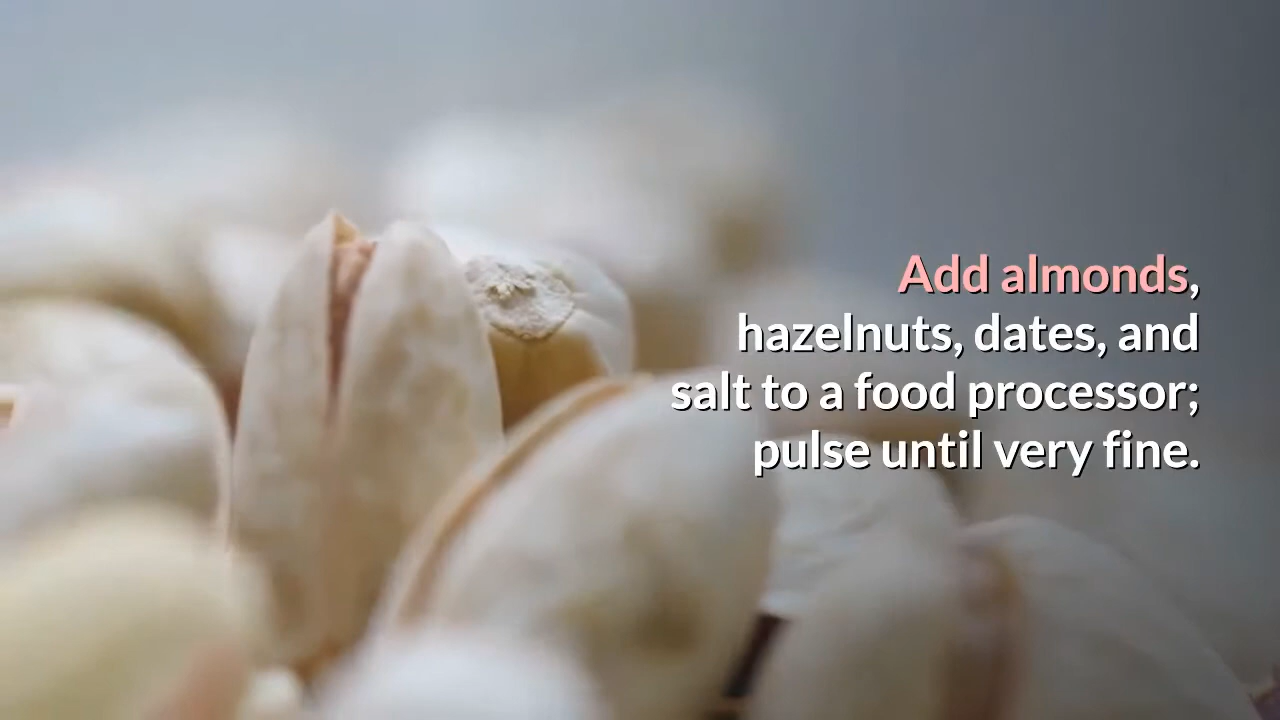 Add almonds,
hazelnuts, dates, and
salt to a food processor;
pulse until very fine.